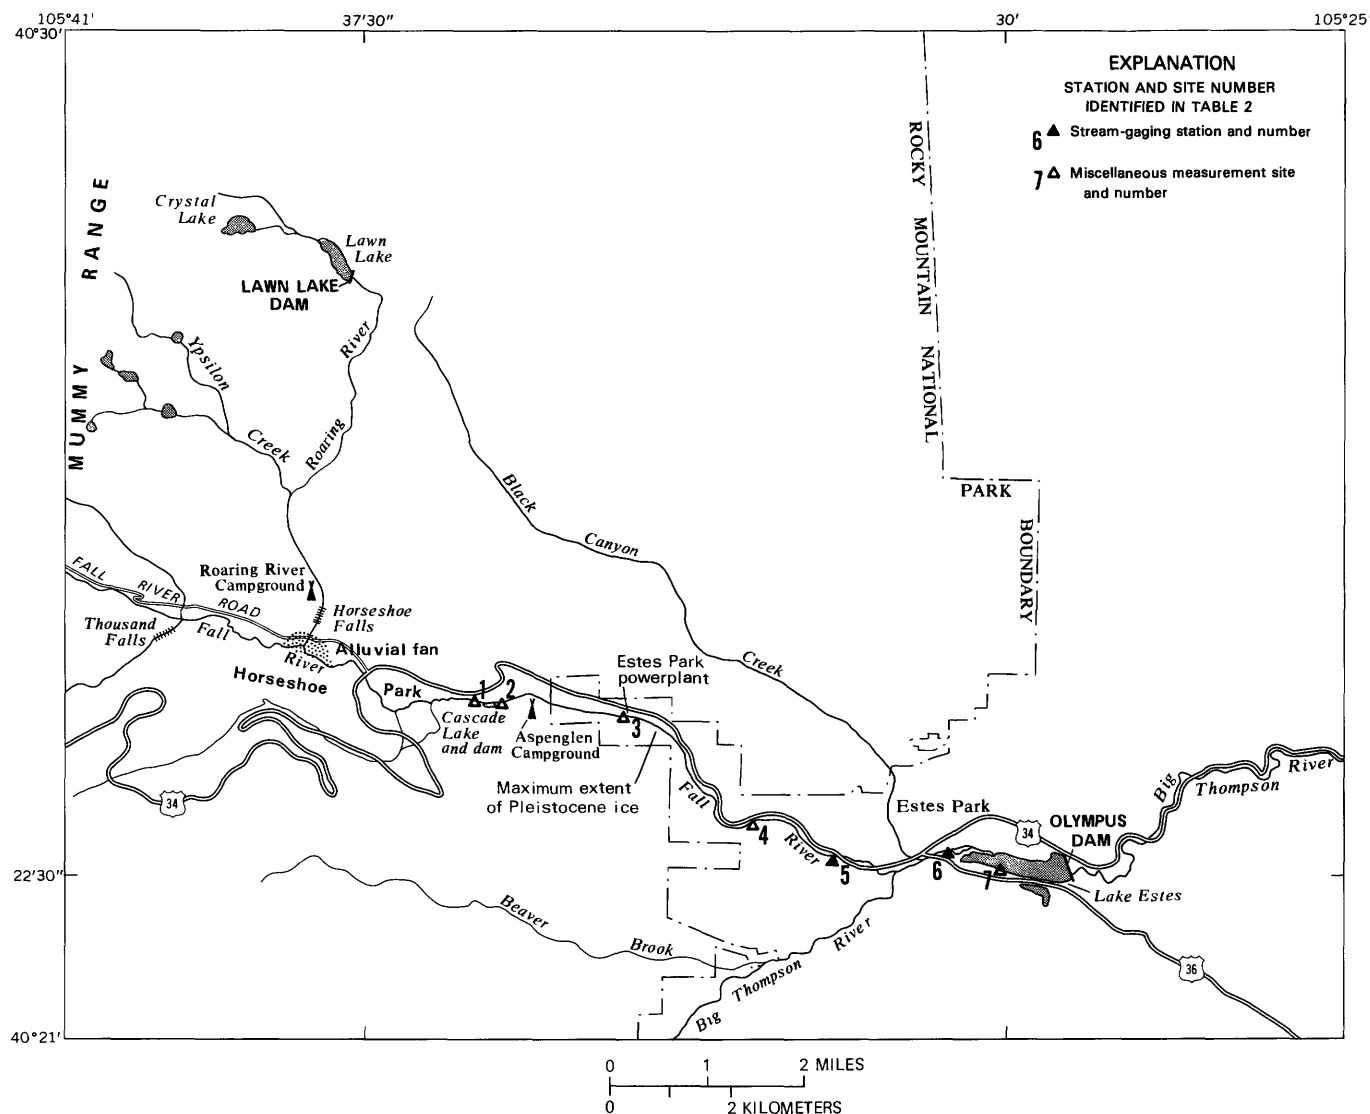 105°41'
37'30"
30'
105°25'
40°30'
EXPLANATION
STATION AND SITE NUMBER
IDENTIFIED IN TABLE 2
6 Stream-gaging station and number
7 Miscellaneous measurement site
and number
ROCKY MOUNTAIN NATIONAL
PARK
BOUNDARY
MUMMY RANGE
Crystal
Lake
Lawn
Lake
LAWN LAKE
DAM
Ypsilon
Creek
Roaring River
Black Canyon Creek
FALL RIVER ROAD
Roaring River
Campground
Horseshoe
Falls
Thousand
Falls
Fall River
Alluvial fan
Horseshoe Park
1
2
Cascade
Lake
and dam
Aspenglen
Campground
Estes Park
powerplant
3
Maximum extent
of Pleistocene ice
Fall River
4
5
6
7
34
Estes Park
34
OLYMPUS
DAM
Big Thompson River
Lake Estes
22'30"
Beaver Brook
Big Thompson River
36
40°21'
0 1 2 MILES
0 2 KILOMETERS